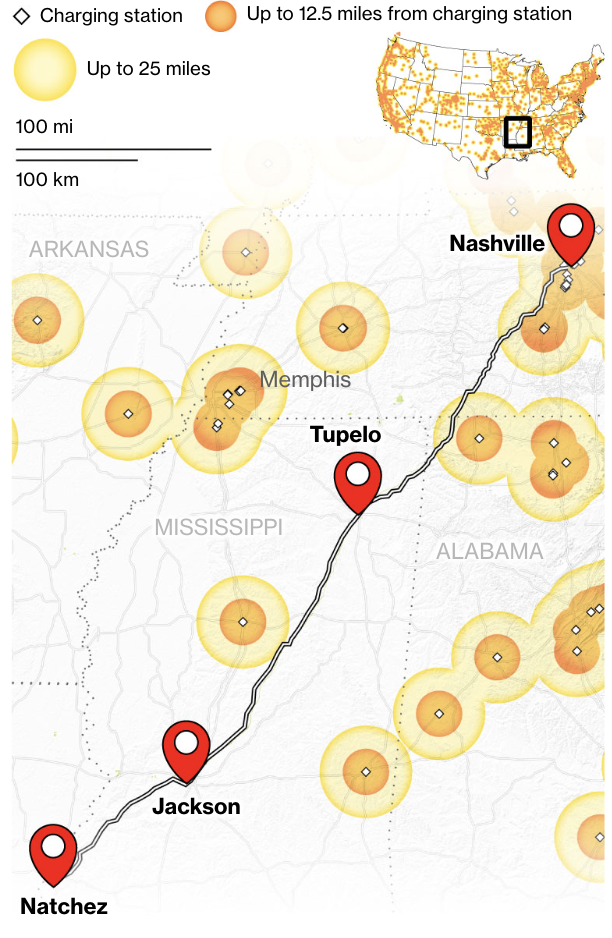 Charging station
Up to 12.5 miles from charging station
Up to 25 miles
100 mi
100 km
Nashville
ARKANSAS
Memphis
Tupelo
MISSISSIPPI
ALABAMA
Jackson
Natchez